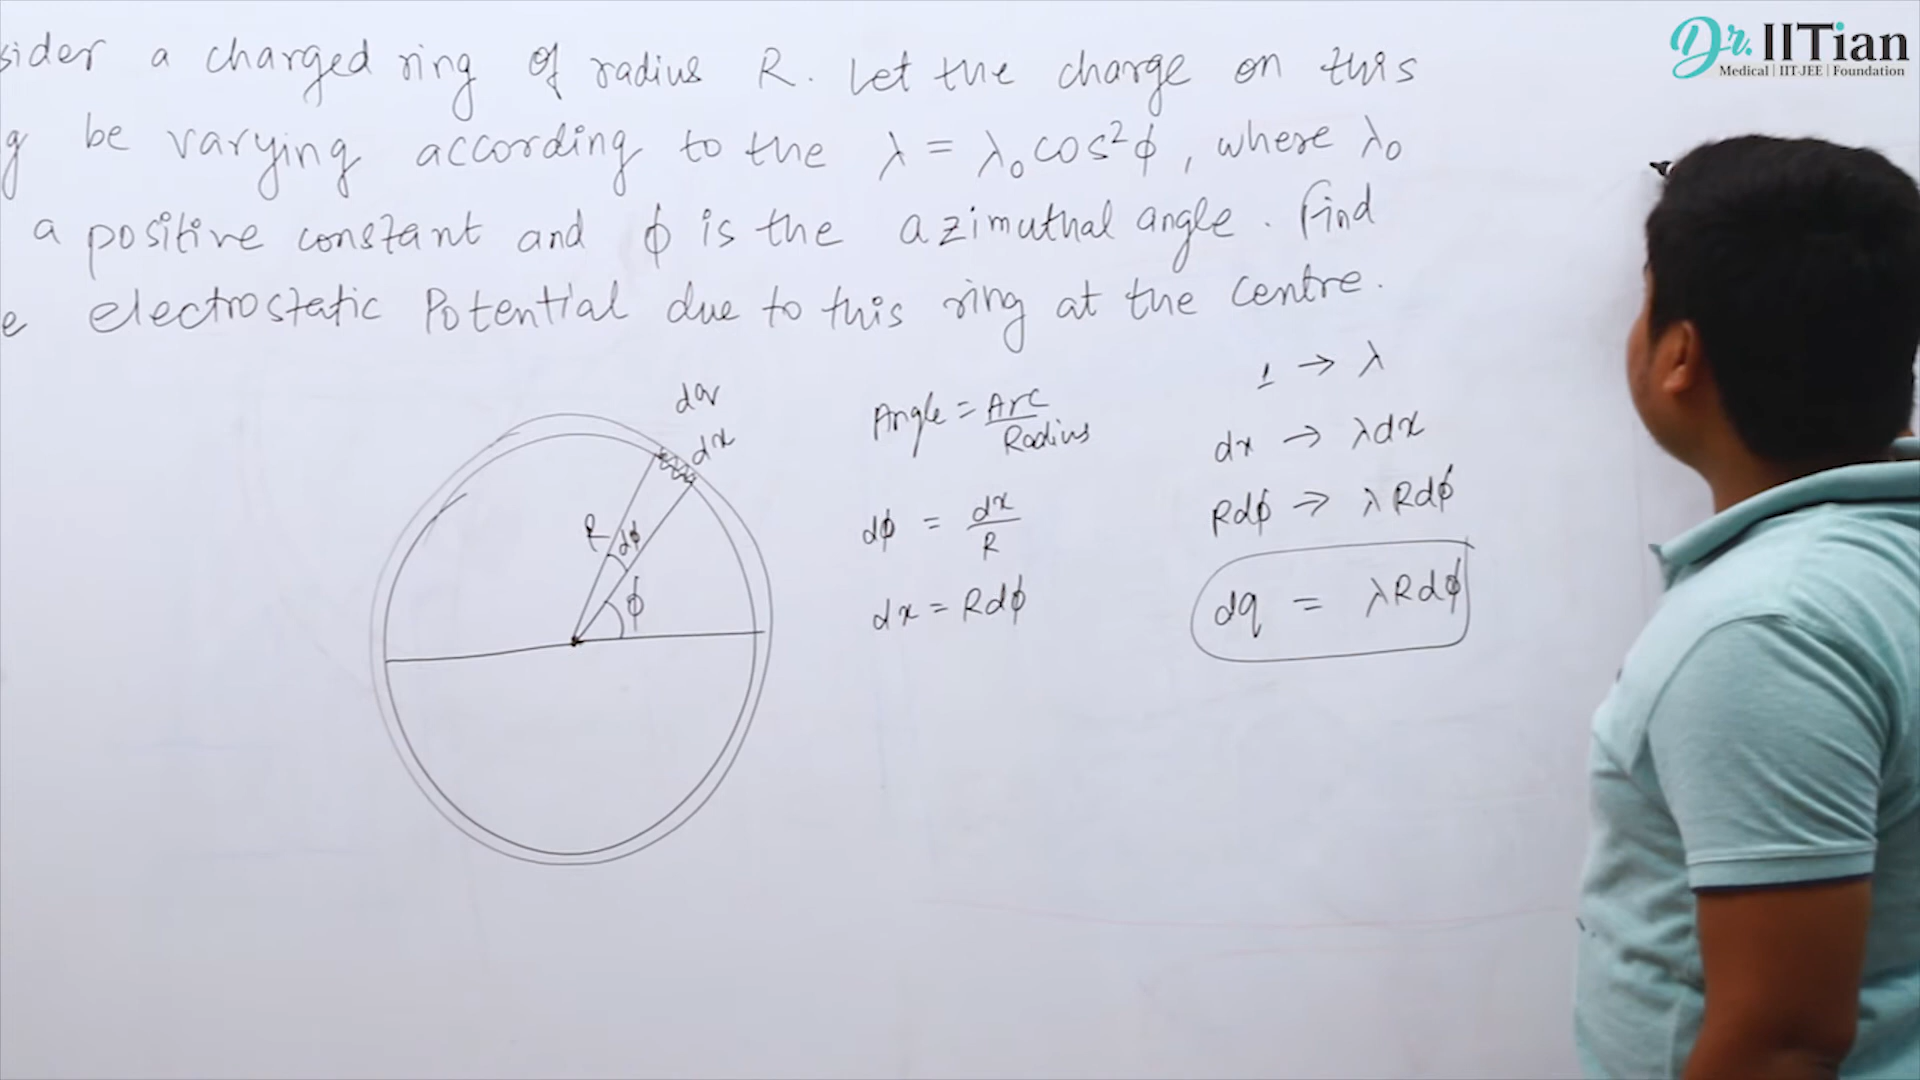 Dr. IITian
Medical | IIT-JEE | Foundation
sider a charged ring of radius R. Let the charge on this
g be varying according to the λ = λ₀cos²ϕ, where λ₀
a positive constant and ϕ is the azimuthal angle. Find
e electrostatic Potential due to this ring at the centre.
dq
dx
R
dϕ
ϕ
Angle = Arc / Radius
dϕ = dx / R
dx = Rdϕ
1 → λ
dx → λdx
Rdϕ → λRdϕ
dq = λRdϕ